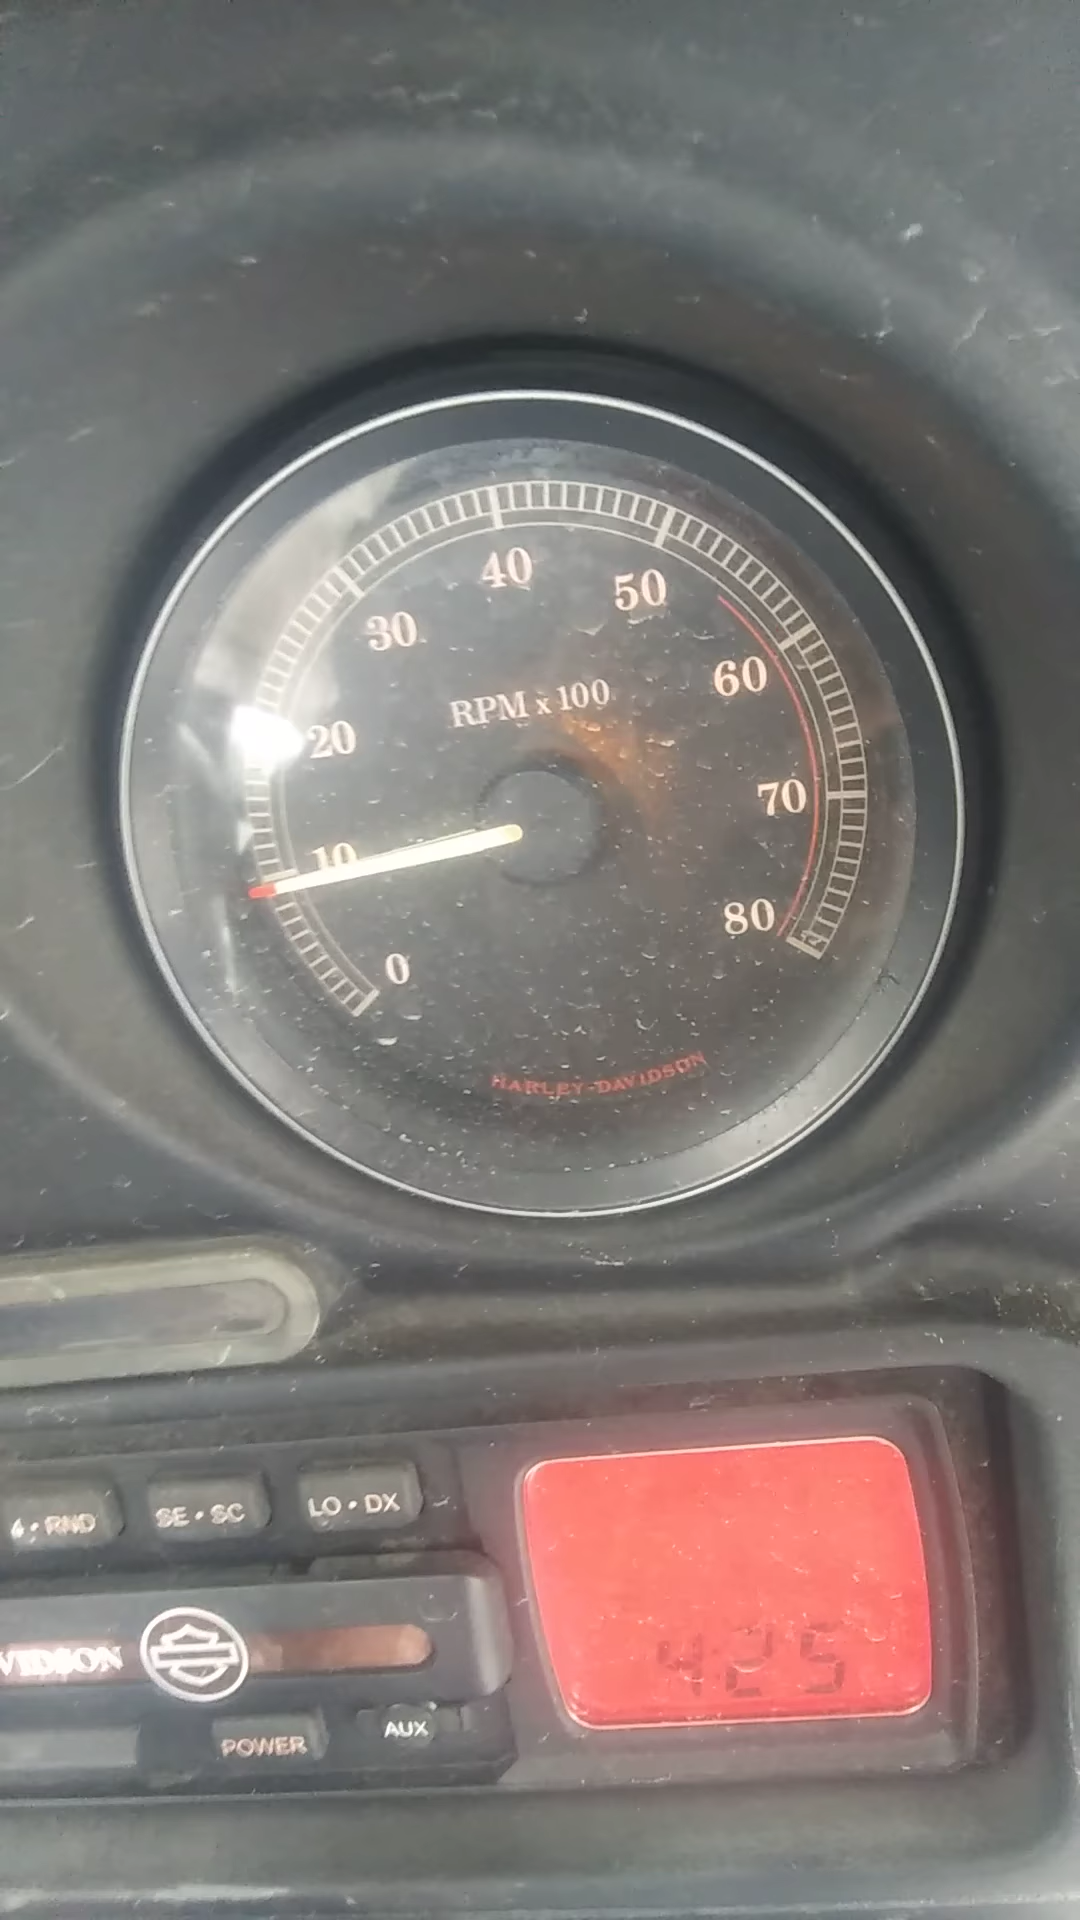 40
50
30
60
RPM x 100
20
70
10
80
0
HARLEY-DAVIDSON
RND
SE • SC
LO • DX
VIDSON
4:25
AUX
POWER